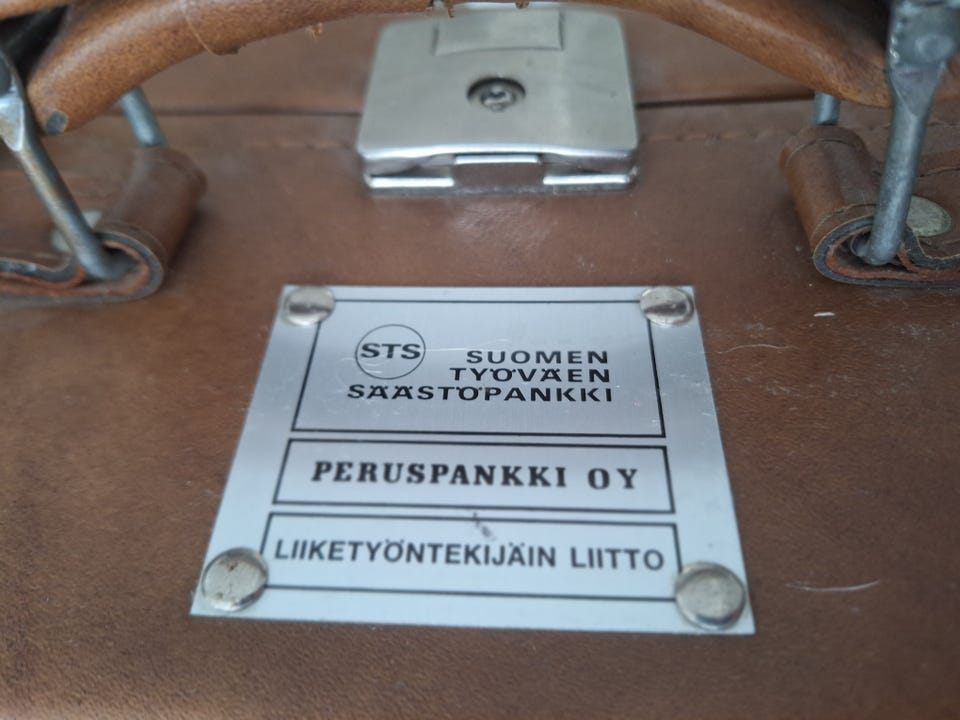 STS
SUOMEN
TYÖVÄEN
SÄÄSTÖPANKKI
PERUSPANKKI OY
LIIKETYÖNTEKIJÄIN LIITTO